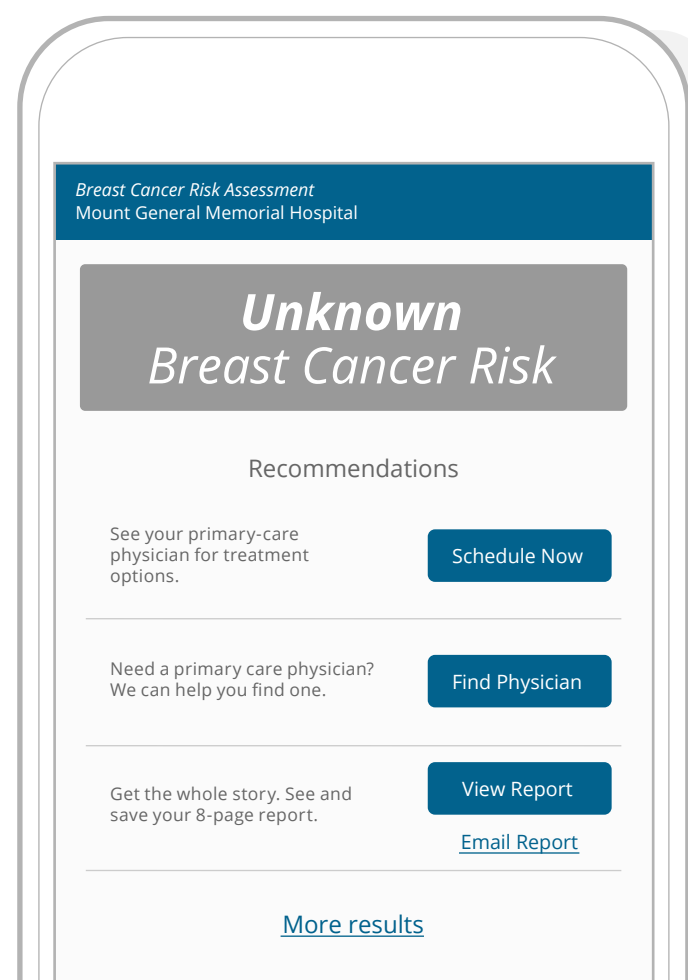 Breast Cancer Risk Assessment
Mount General Memorial Hospital
Unknown
Breast Cancer Risk
Recommendations
See your primary-care
physician for treatment
options.
Schedule Now
Need a primary care physician?
We can help you find one.
Find Physician
Get the whole story. See and
save your 8-page report.
View Report
Email Report
More results